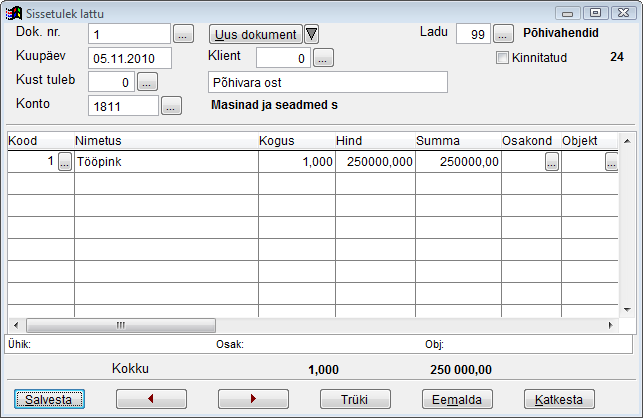 Sissetulek lattu
Dok. nr. 1 ... Uus dokument Ladu 99 ... Põhivahendid
Kuupäev 05.11.2010 Klient 0 ... Kinnitatud 24
Kust tuleb 0 ... Põhivara ost
Konto 1811 ... Masinad ja seadmed s
Kood Nimetus Kogus Hind Summa Osakond Objekt
1 ... Tööpink 1,000 250000,000 250000,00 ... ...
Ühik: Osak: Obj:
Kokku 1,000 250 000,00
Salvesta Trüki Eemalda Katkesta